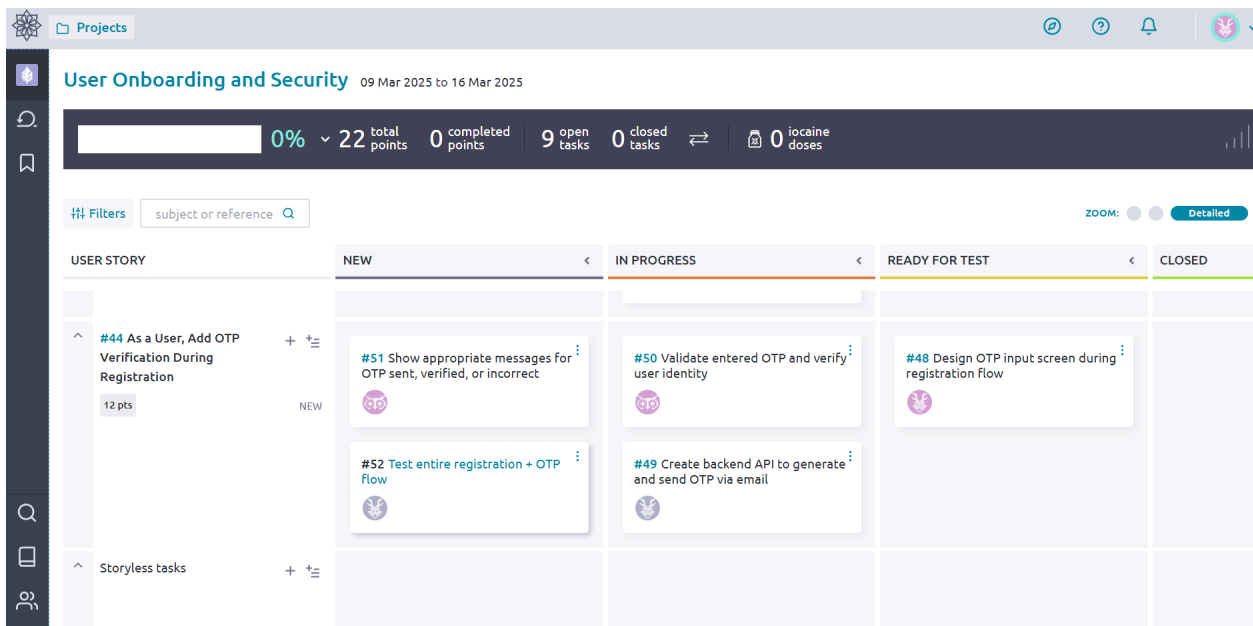 Projects
User Onboarding and Security 09 Mar 2025 to 16 Mar 2025
0% 22 total points 0 completed points 9 open tasks 0 closed tasks 0 iocaine doses
Filters subject or reference ZOOM: Detailed
USER STORY NEW IN PROGRESS READY FOR TEST CLOSED
#44 As a User, Add OTP
Verification During
Registration
12 pts NEW
#51 Show appropriate messages for
OTP sent, verified, or incorrect
#52 Test entire registration + OTP
flow
#50 Validate entered OTP and verify
user identity
#49 Create backend API to generate
and send OTP via email
#48 Design OTP input screen during
registration flow
Storyless tasks